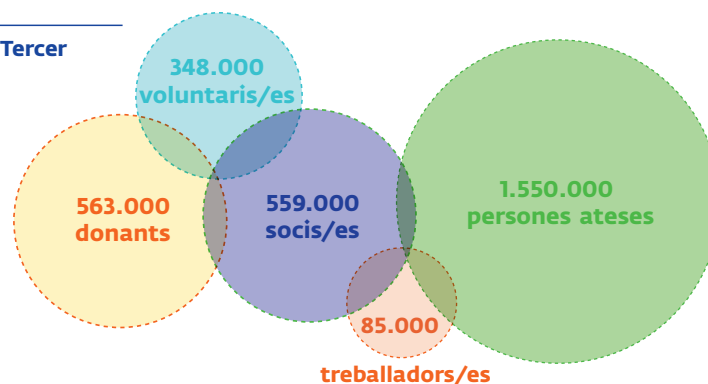 Tercer
348.000
voluntaris/es
563.000
donants
559.000
socis/es
1.550.000
persones ateses
85.000
treballadors/es